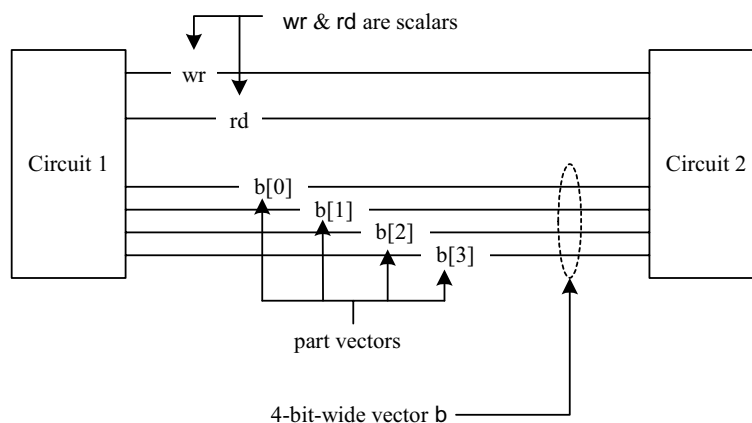 wr & rd are scalars
wr
rd
Circuit 1
Circuit 2
b[0]
b[1]
b[2]
b[3]
part vectors
4-bit-wide vector b